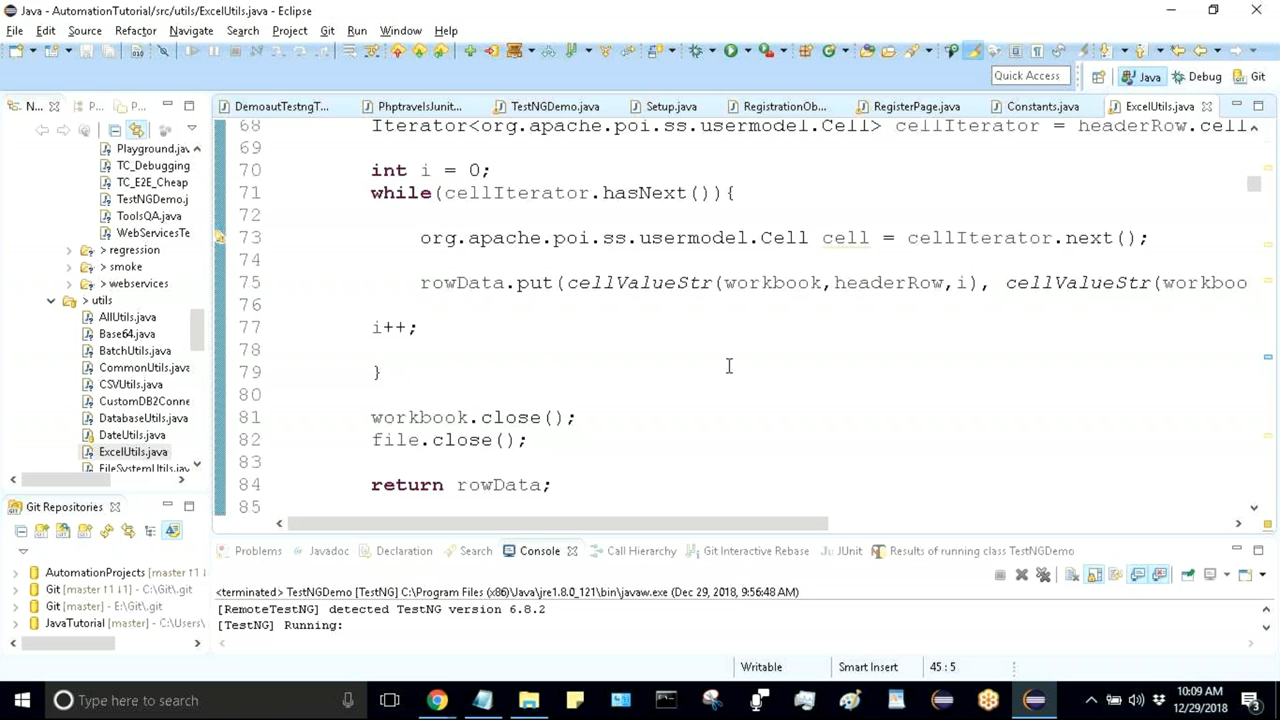 Java - AutomationTutorial/src/utils/ExcelUtils.java - Eclipse
File Edit Source Refactor Navigate Search Project Git Run Window Help
Quick Access
Java
Debug
Git
N...
P...
P...
DemoautTestngT...
PhptravelsJunit...
TestNGDemo.java
Setup.java
RegistrationOb...
RegisterPage.java
Constants.java
ExcelUtils.java
Playground.jav
TC_Debugging
TC_E2E_Cheap
TestNGDemo.j
ToolsQA.java
WebServicesTe
> regression
> smoke
> webservices
> utils
AllUtils.java
Base64.java
BatchUtils.java
CommonUtils.java
CSVUtils.java
CustomDB2Conne
DatabaseUtils.java
DateUtils.java
ExcelUtils.java
FileSystemUtils.java
68 Iterator<org.apache.poi.ss.usermodel.Cell> cellIterator = headerRow.cell
69
70 int i = 0;
71 while(cellIterator.hasNext()){
72
73 org.apache.poi.ss.usermodel.Cell cell = cellIterator.next();
74
75 rowData.put(cellValueStr(workbook,headerRow,i), cellValueStr(workboo
76
77 i++;
78
79 }
80
81 workbook.close();
82 file.close();
83
84 return rowData;
85
Git Repositories
AutomationProjects [master ↑1 ↓1]
Git [master ↑1 ↓1] - C:\Git\.git
Git [master] - E:\Git\.git
JavaTutorial [master] - C:\Users\
Problems
Javadoc
Declaration
Search
Console
Call Hierarchy
Git Interactive Rebase
JUnit
Results of running class TestNGDemo
<terminated> TestNGDemo [TestNG] C:\Program Files (x86)\Java\jre1.8.0_121\bin\javaw.exe (Dec 29, 2018, 9:56:48 AM)
[RemoteTestNG] detected TestNG version 6.8.2
[TestNG] Running:
Writable
Smart Insert
45 : 5
Type here to search
10:09 AM
12/29/2018
3